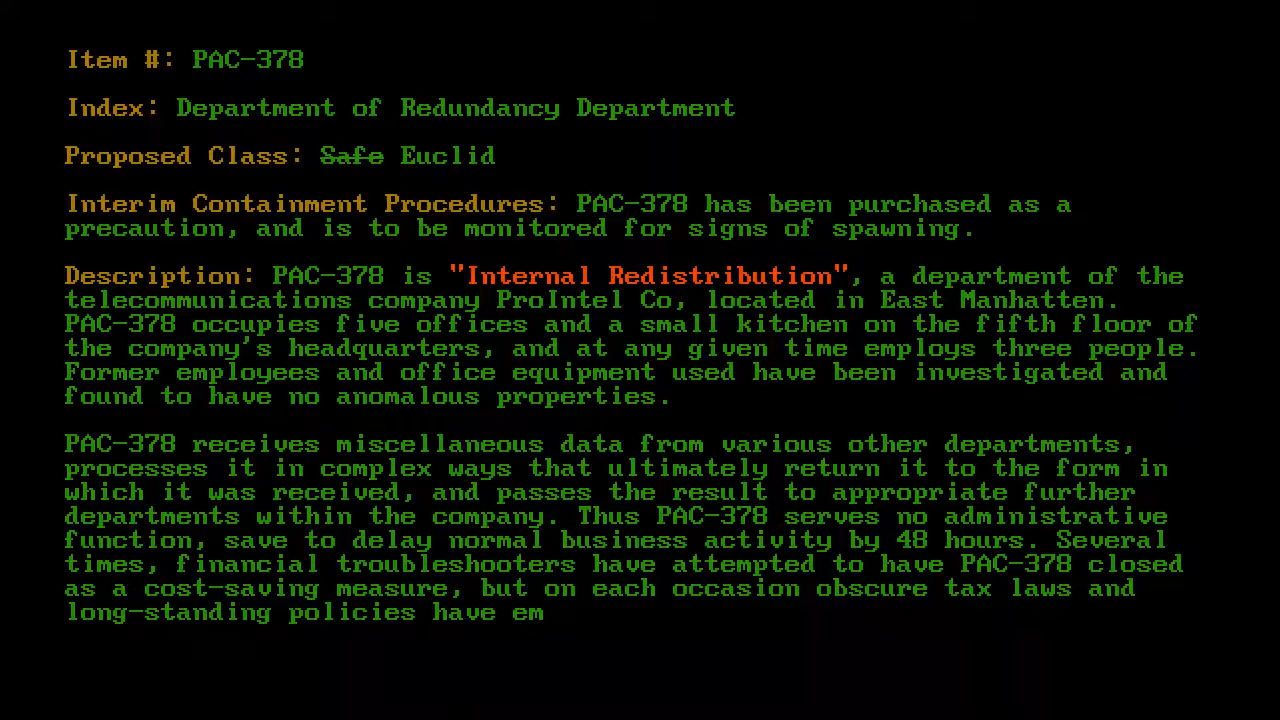 Item #: PAC-378
Index: Department of Redundancy Department
Proposed Class: Safe Euclid
Interim Containment Procedures: PAC-378 has been purchased as a
precaution, and is to be monitored for signs of spawning.
Description: PAC-378 is "Internal Redistribution", a department of the
telecommunications company ProIntel Co, located in East Manhatten.
PAC-378 occupies five offices and a small kitchen on the fifth floor of
the company's headquarters, and at any given time employs three people.
Former employees and office equipment used have been investigated and
found to have no anomalous properties.
PAC-378 receives miscellaneous data from various other departments,
processes it in complex ways that ultimately return it to the form in
which it was received, and passes the result to appropriate further
departments within the company. Thus PAC-378 serves no administrative
function, save to delay normal business activity by 48 hours. Several
times, financial troubleshooters have attempted to have PAC-378 closed
as a cost-saving measure, but on each occasion obscure tax laws and
long-standing policies have em